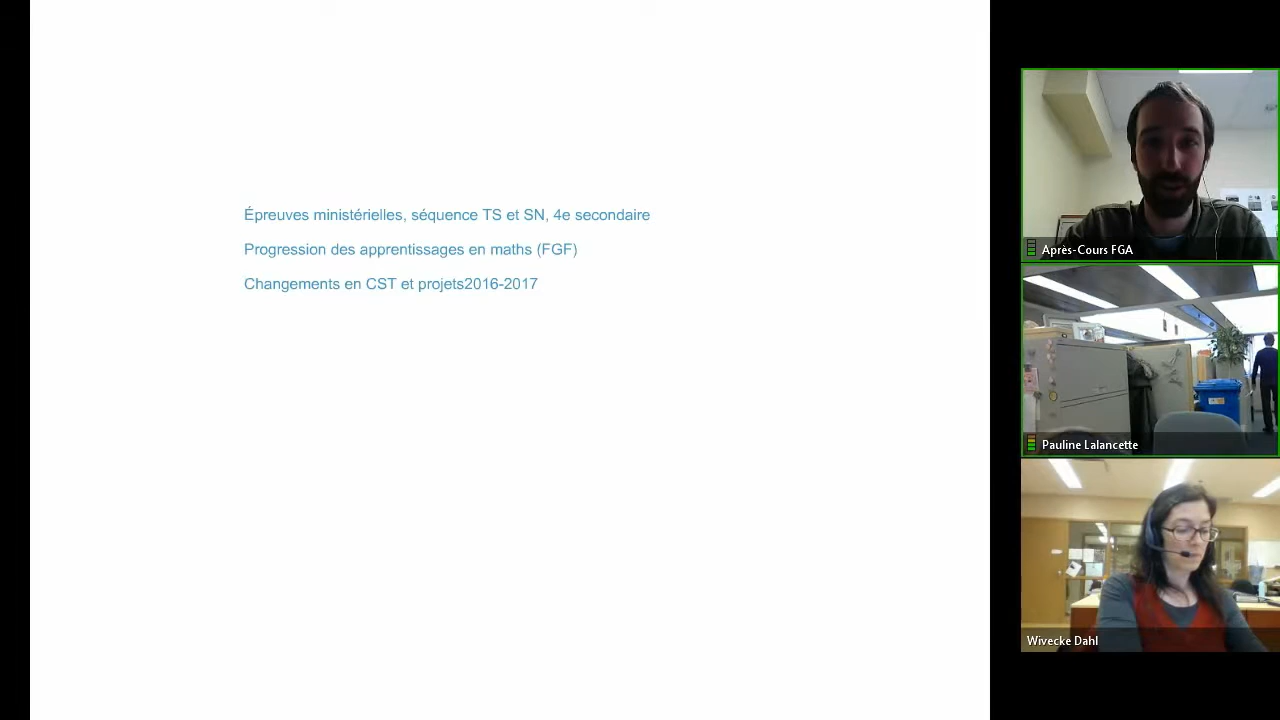 Épreuves ministérielles, séquence TS et SN, 4e secondaire
Progression des apprentissages en maths (FGF)
Changements en CST et projets2016-2017
Après-Cours FGA
Pauline Lalancette
Wivecke Dahl